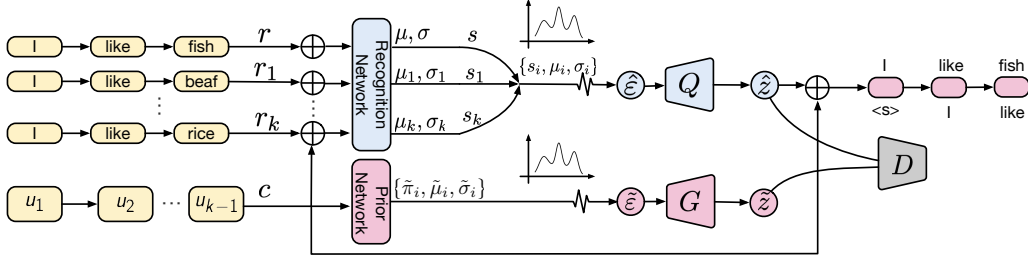 I like fish r ⊕ Recognition Network μ, σ s
I like beaf r₁ ⊕ μ₁, σ₁ s₁ {sᵢ, μᵢ, σᵢ} ε̂ Q ẑ ⊕ I like fish
⋮ ⋮ <s> I like
I like rice rₖ ⊕ μₖ, σₖ sₖ
D
u₁ u₂ ⋯ uₖ₋₁ c Prior Network {π̃ᵢ, μ̃ᵢ, σ̃ᵢ} ε̃ G z̃